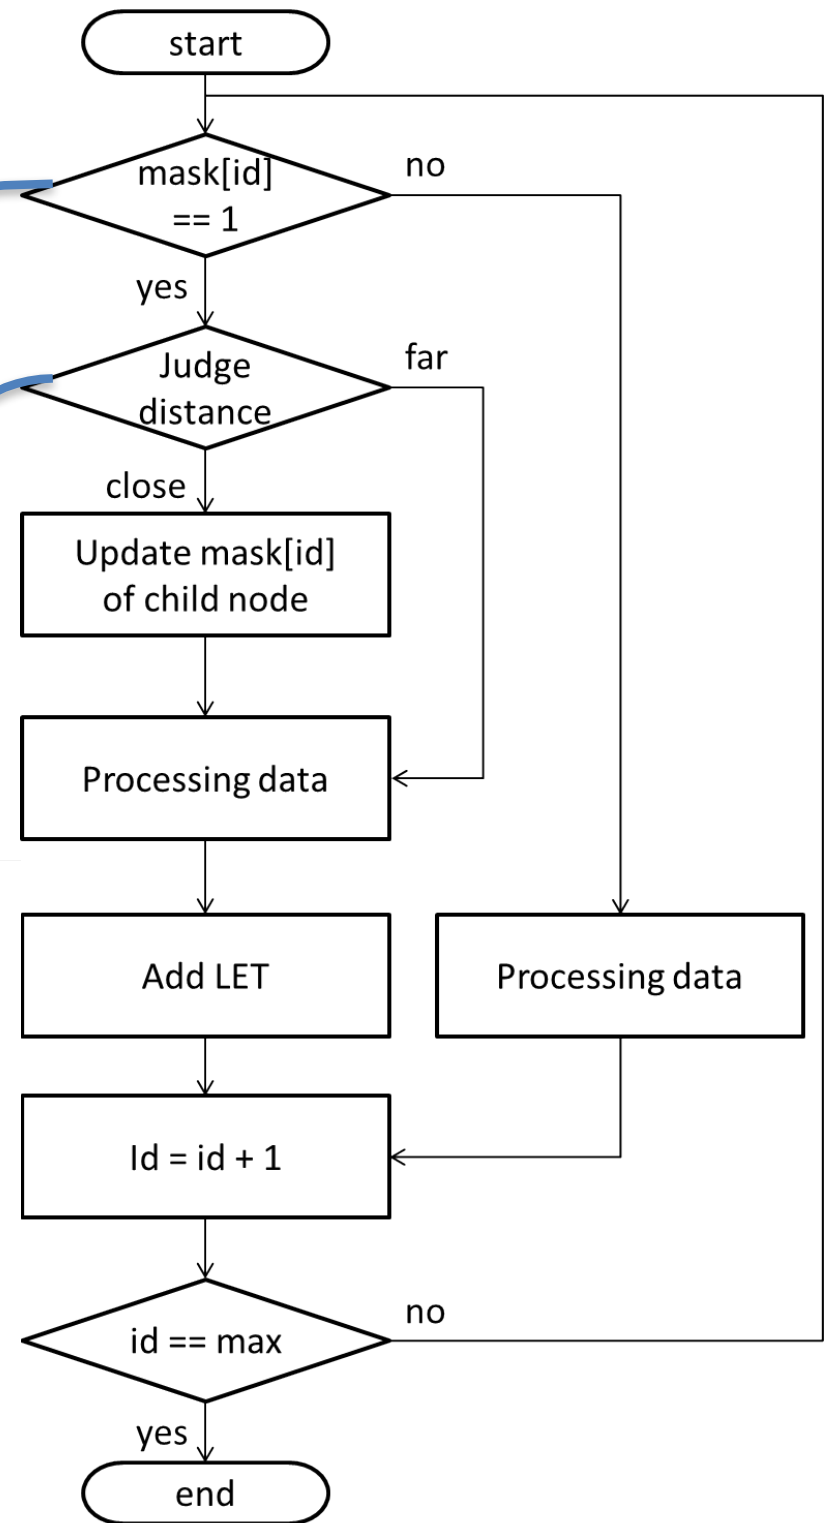 start
mask[id]
== 1
no
yes
Judge
distance
far
close
Update mask[id]
of child node
Processing data
Add LET
Processing data
Id = id + 1
id == max
no
yes
end